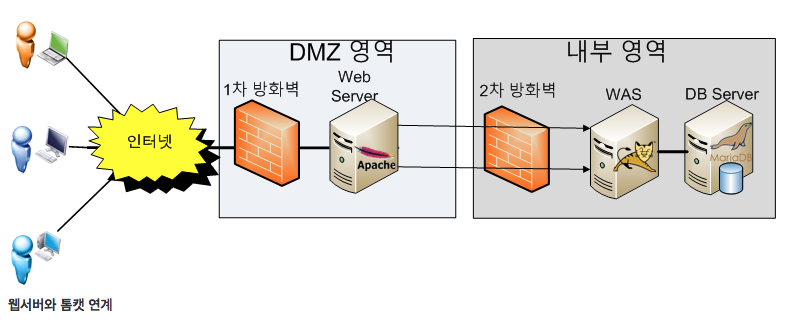 DMZ 영역
내부 영역
1차 방화벽
Web
Server
2차 방화벽
WAS
DB Server
인터넷
Apache
MariaDB
웹서버와 톰캣 연계